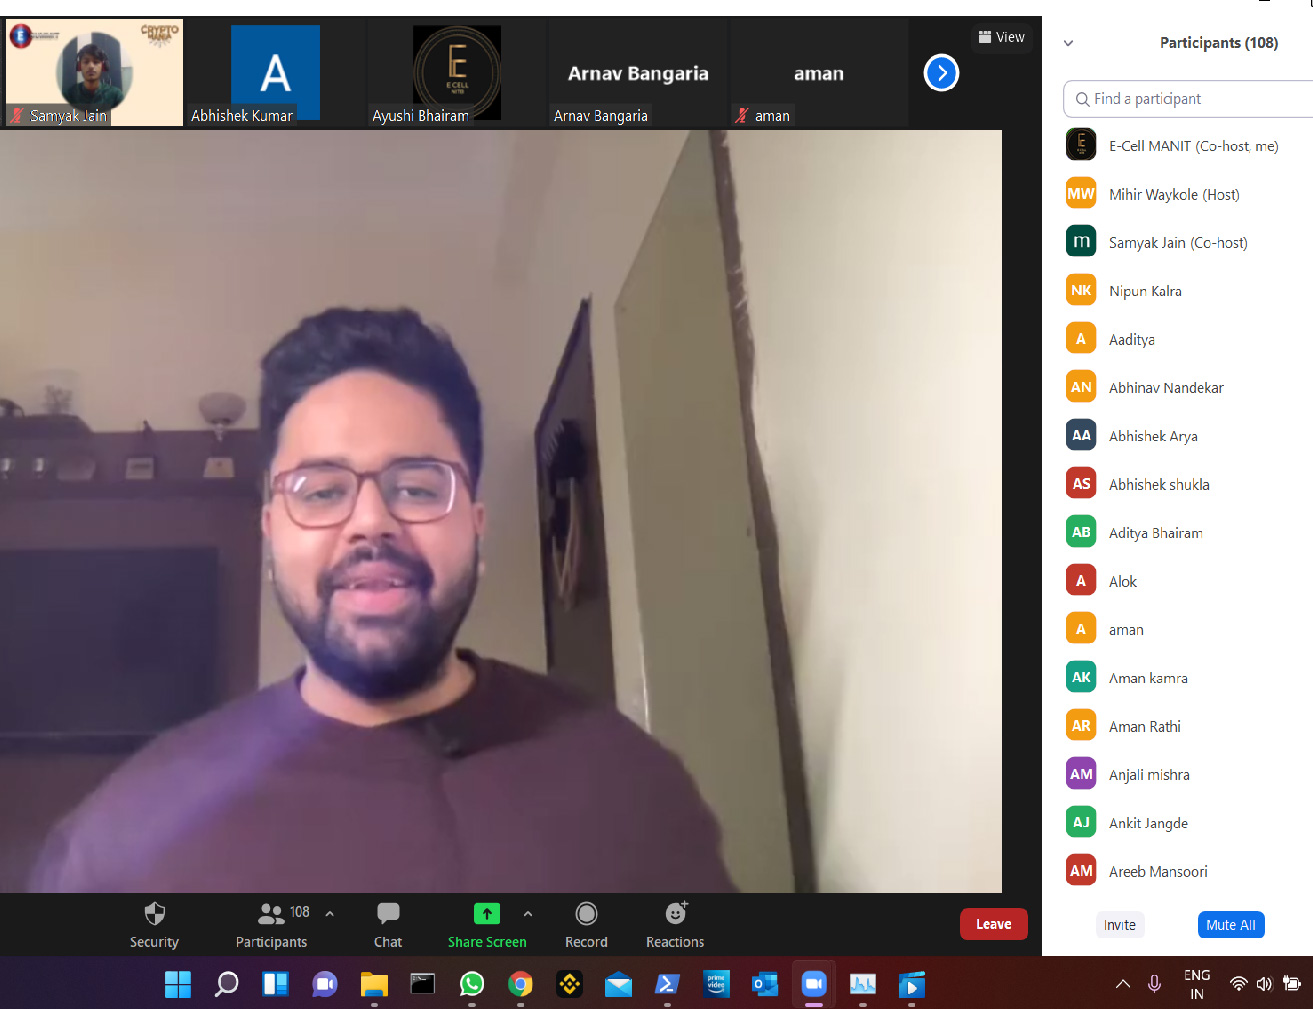 CRYPTO
MANIA
Samyak Jain
A
Abhishek Kumar
E CELL
Ayushi Bhairam
Arnav Bangaria
Arnav Bangaria
aman
aman
View
Participants (108)
Find a participant
E-Cell MANIT (Co-host, me)
MW Mihir Waykole (Host)
m Samyak Jain (Co-host)
NK Nipun Kalra
A Aaditya
AN Abhinav Nandekar
AA Abhishek Arya
AS Abhishek shukla
AB Aditya Bhairam
A Alok
A aman
AK Aman kamra
AR Aman Rathi
AM Anjali mishra
AJ Ankit Jangde
AM Areeb Mansoori
Invite Mute All
Security
108
Participants
Chat
Share Screen
Record
Reactions
Leave
prime
video
ENG
IN